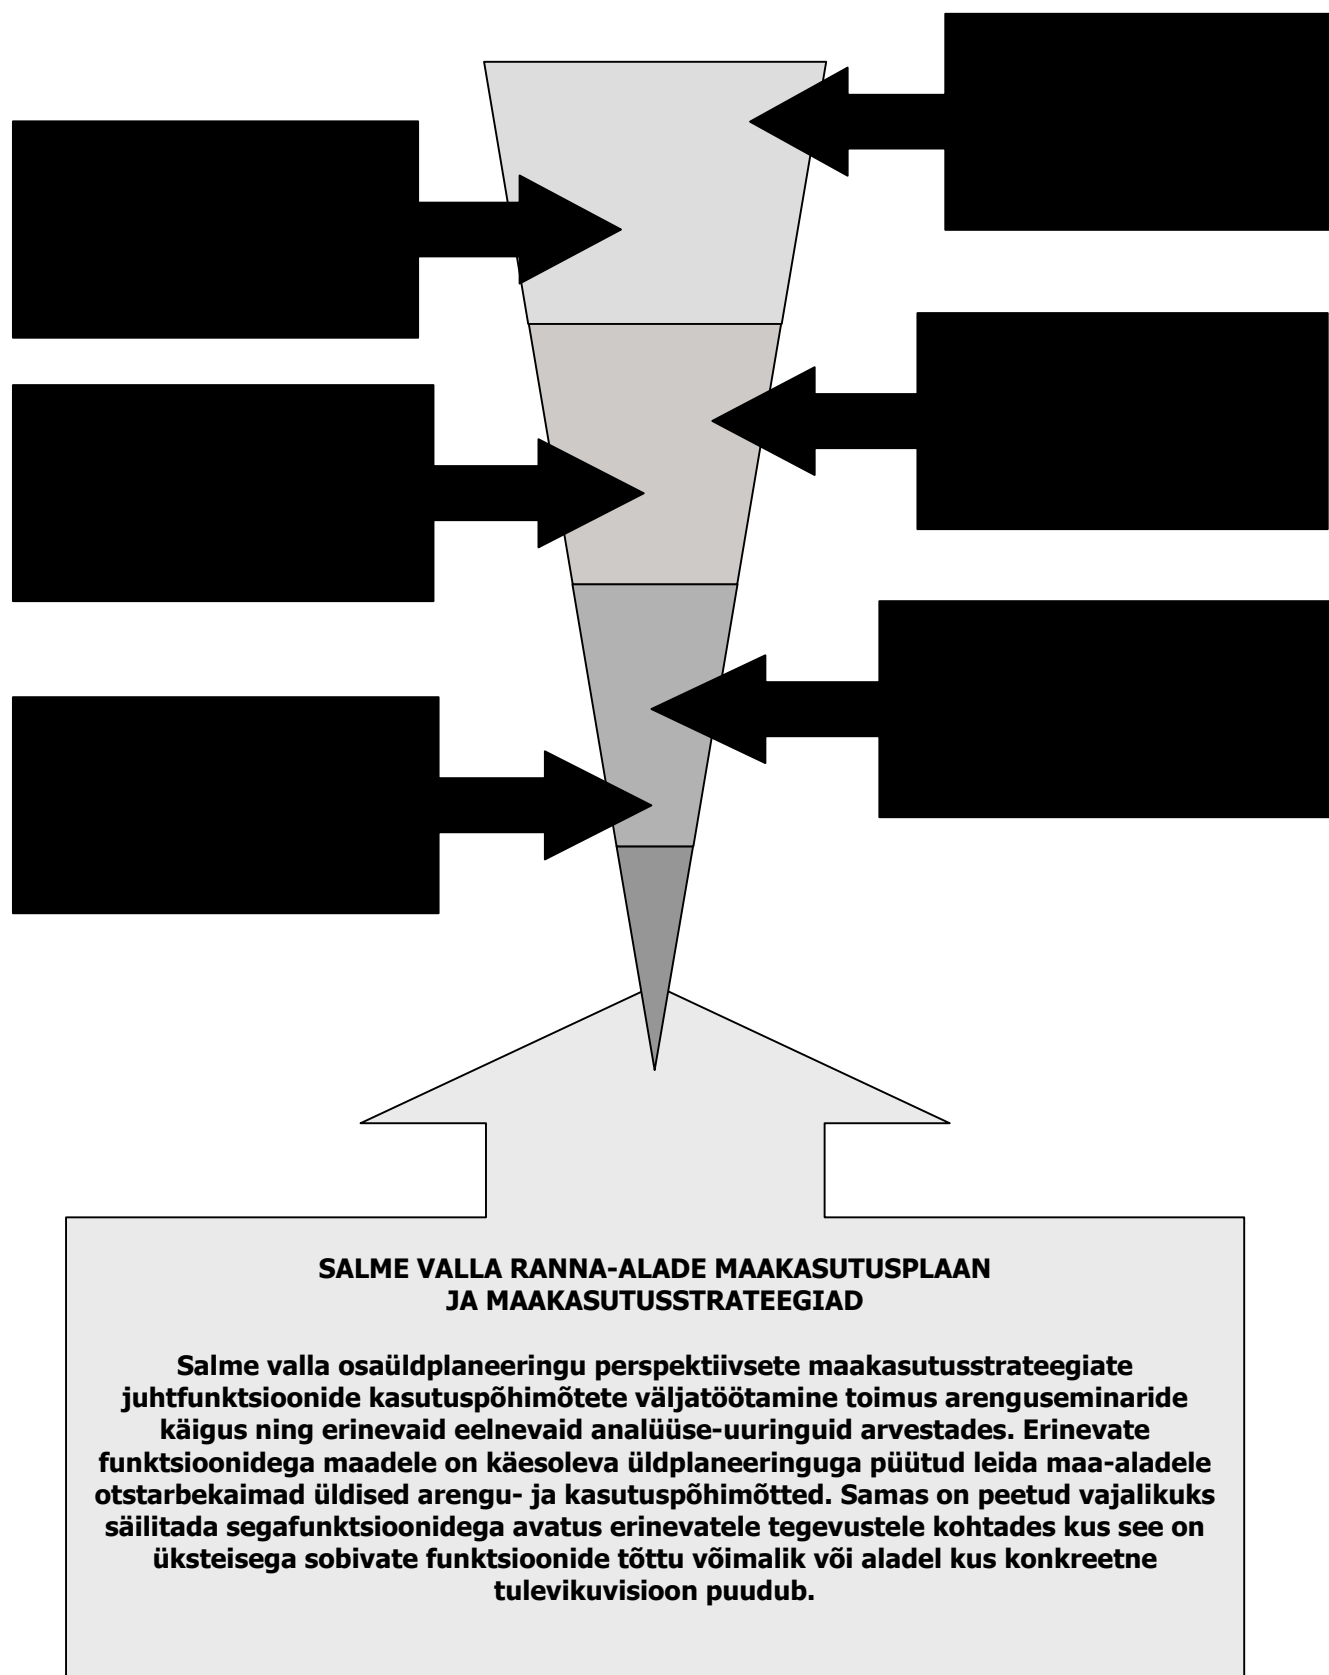 SALME VALLA RANNA-ALADE MAAKASUTUSPLAAN
JA MAAKASUTUSSTRATEEGIAD
Salme valla osaüldplaneeringu perspektiivsete maakasutusstrateegiate
juhtfunktsioonide kasutuspõhimõtete väljatöötamine toimus arenguseminaride
käigus ning erinevaid eelnevaid analüüse-uuringuid arvestades. Erinevate
funktsioonidega maadele on käesoleva üldplaneeringuga püütud leida maa-aladele
otstarbekaimad üldised arengu- ja kasutuspõhimõtted. Samas on peetud vajalikuks
säilitada segafunktsioonidega avatus erinevatele tegevustele kohtades kus see on
üksteisega sobivate funktsioonide tõttu võimalik või aladel kus konkreetne
tulevikuvisioon puudub.